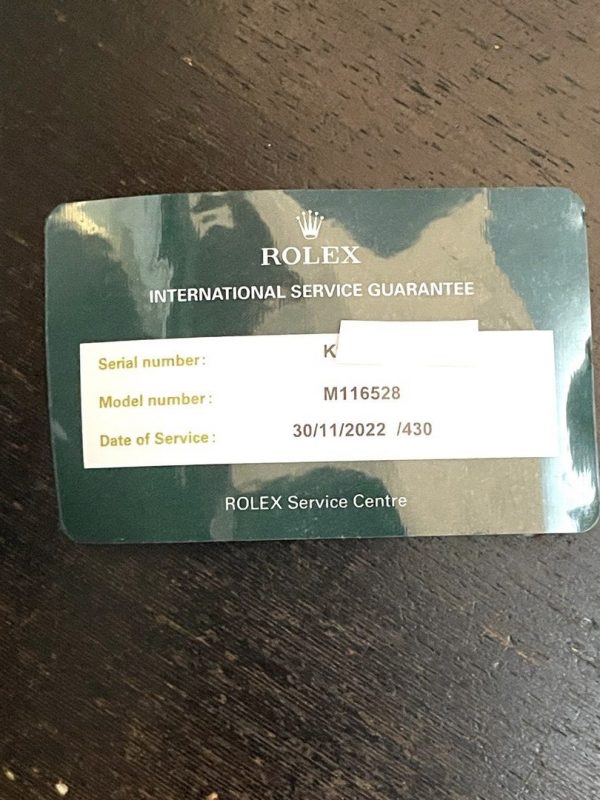 ROLEX
INTERNATIONAL SERVICE GUARANTEE
Serial number: K
Model number: M116528
Date of Service: 30/11/2022 /430
ROLEX Service Centre